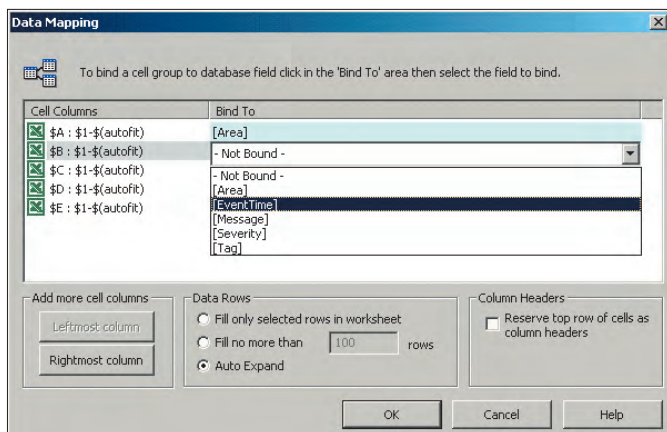 Data Mapping
To bind a cell group to database field click in the 'Bind To' area then select the field to bind.
Cell Columns Bind To
$A : $1-$(autofit) [Area]
$B : $1-$(autofit) - Not Bound -
$C : $1-$(autofit) - Not Bound -
$D : $1-$(autofit) [Area]
$E : $1-$(autofit) [EventTime]
[Message]
[Severity]
[Tag]
Add more cell columns
Leftmost column
Rightmost column
Data Rows
Fill only selected rows in worksheet
Fill no more than 100 rows
Auto Expand
Column Headers
Reserve top row of cells as
column headers
OK Cancel Help